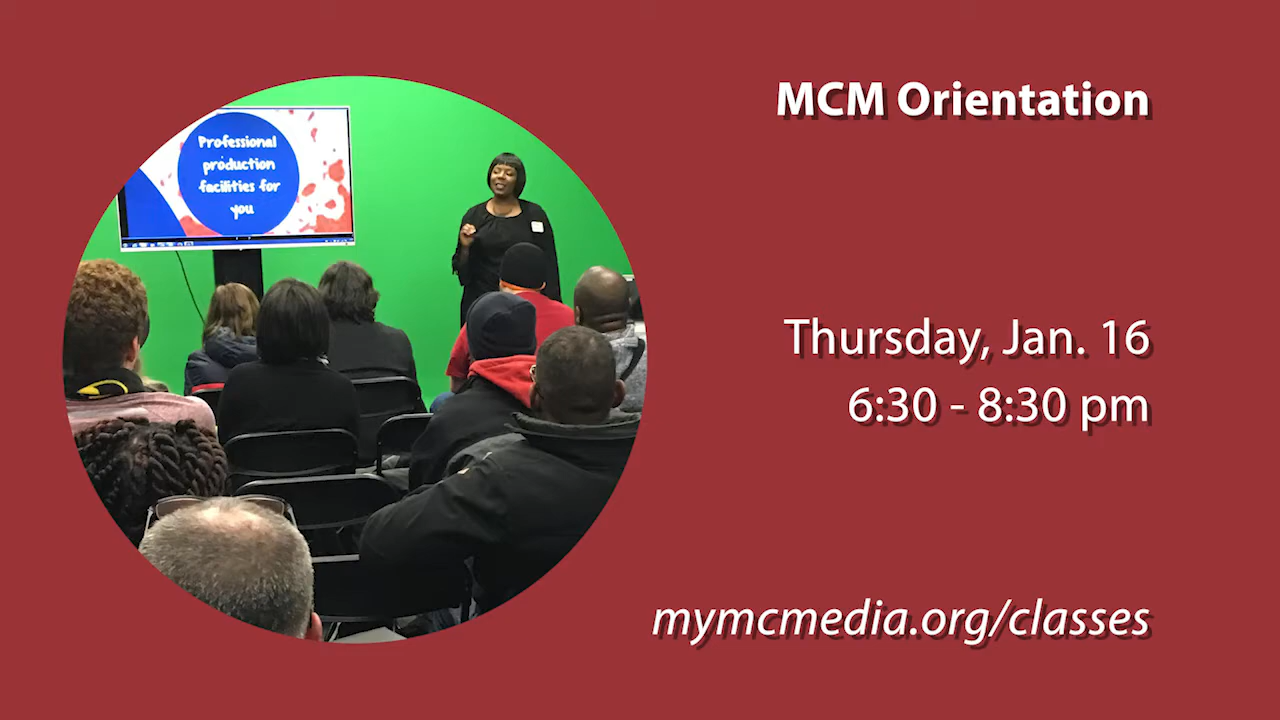 MCM Orientation
Professional
production
facilities for
you
Thursday, Jan. 16
6:30 - 8:30 pm
mymcmedia.org/classes